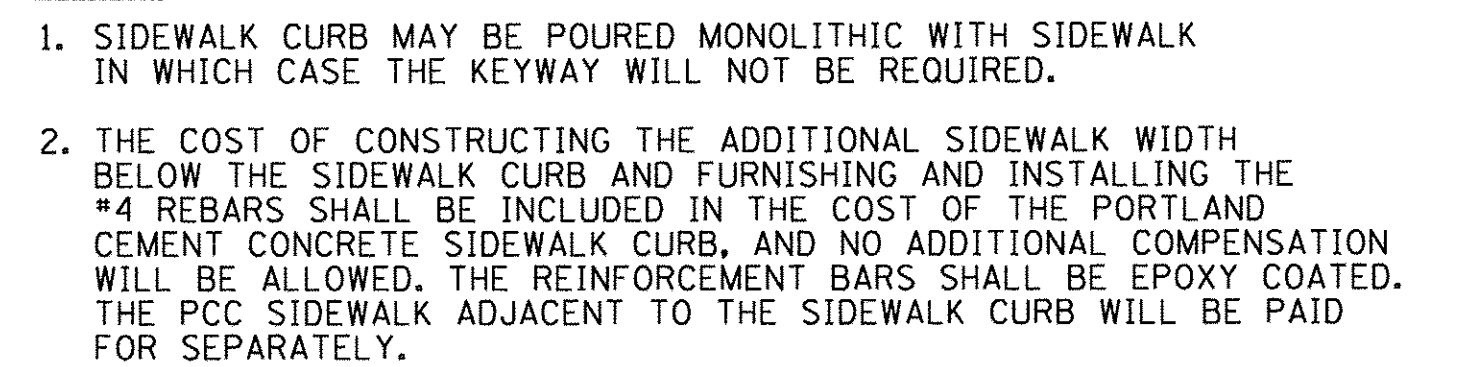 1. SIDEWALK CURB MAY BE POURED MONOLITHIC WITH SIDEWALK
IN WHICH CASE THE KEYWAY WILL NOT BE REQUIRED.
2. THE COST OF CONSTRUCTING THE ADDITIONAL SIDEWALK WIDTH
BELOW THE SIDEWALK CURB AND FURNISHING AND INSTALLING THE
#4 REBARS SHALL BE INCLUDED IN THE COST OF THE PORTLAND
CEMENT CONCRETE SIDEWALK CURB, AND NO ADDITIONAL COMPENSATION
WILL BE ALLOWED. THE REINFORCEMENT BARS SHALL BE EPOXY COATED.
THE PCC SIDEWALK ADJACENT TO THE SIDEWALK CURB WILL BE PAID
FOR SEPARATELY.